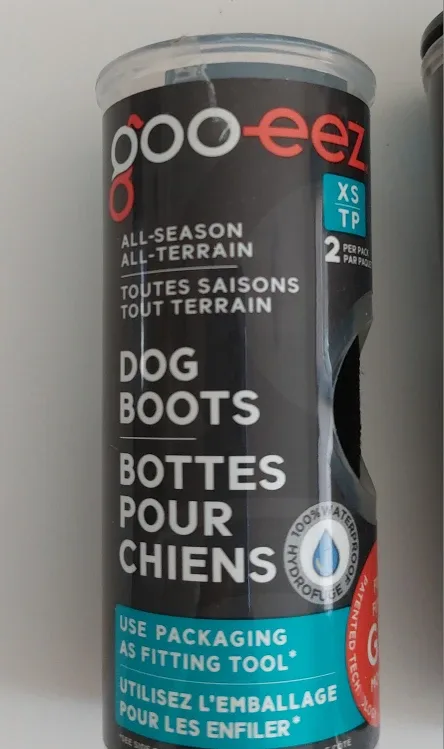 goo-eez
XS
TP
2 PER PACK
PAR PAQUET
ALL-SEASON
ALL-TERRAIN
TOUTES SAISONS
TOUT TERRAIN
DOG
BOOTS
BOTTES
POUR
CHIENS
100% WATERPROOF
HYDROFUGE
USE PACKAGING
AS FITTING TOOL*
UTILISEZ L'EMBALLAGE
POUR LES ENFILER*
PATENTED TECH